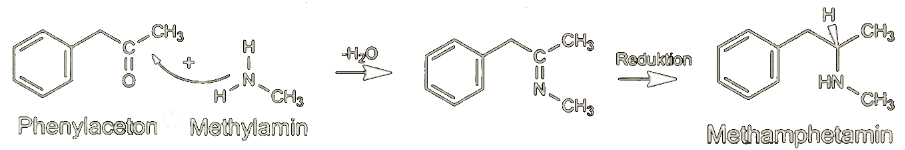 CH₃
C
O
+
H
N
H
CH₃
Phenylaceton
Methylamin
-H₂O
C
CH₃
N
CH₃
Reduktion
H
CH₃
HN
CH₃
Methamphetamin